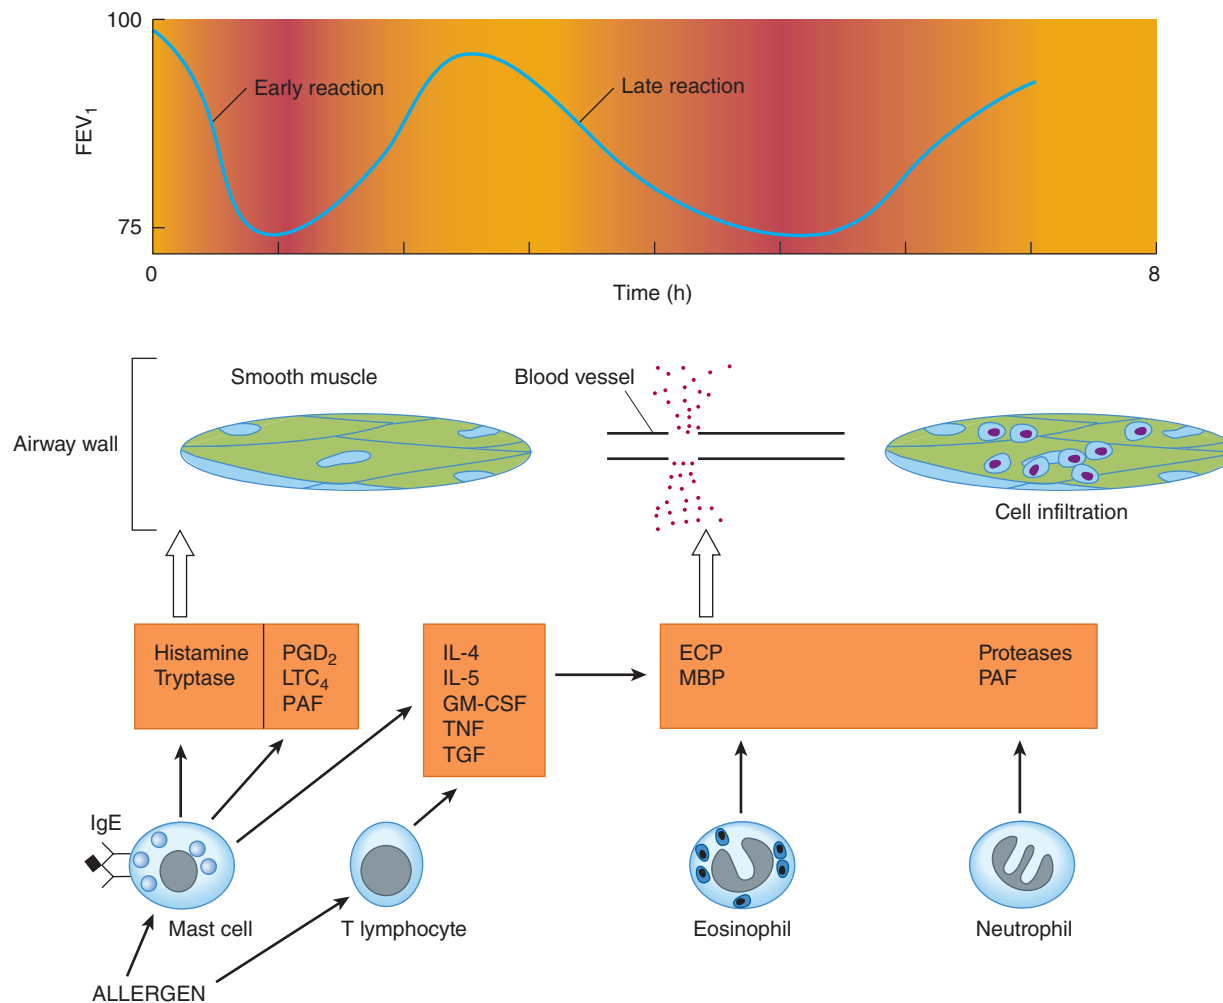 100
FEV₁
Early reaction
Late reaction
75
0
8
Time (h)
Airway wall
Smooth muscle
Blood vessel
Cell infiltration
Histamine
Tryptase
PGD₂
LTC₄
PAF
IL-4
IL-5
GM-CSF
TNF
TGF
ECP
MBP
Proteases
PAF
IgE
Mast cell
T lymphocyte
Eosinophil
Neutrophil
ALLERGEN